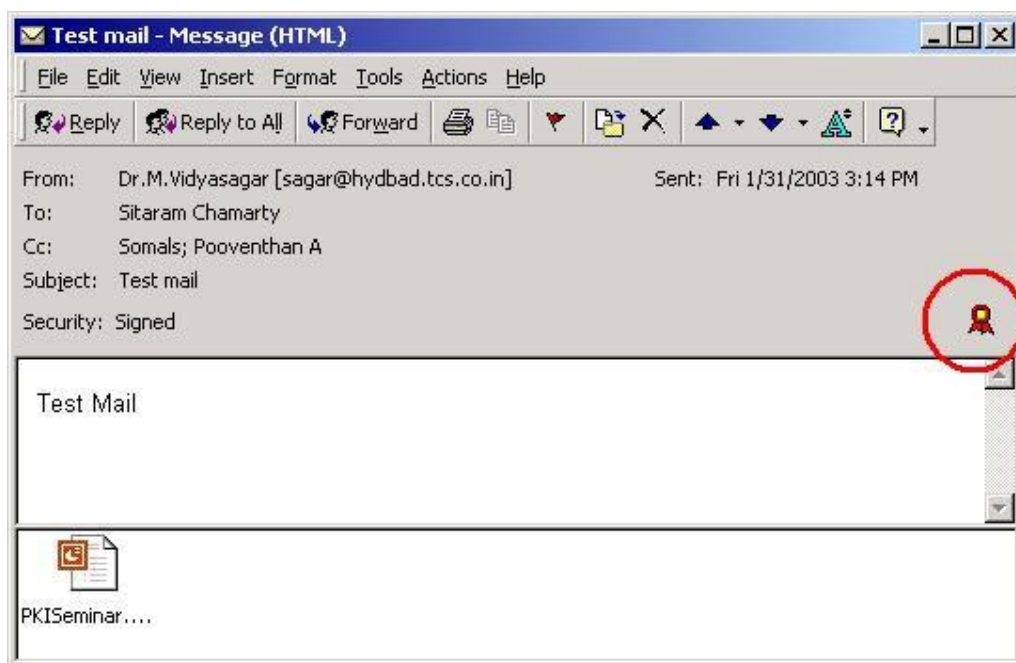 Test mail - Message (HTML)
File Edit View Insert Format Tools Actions Help
Reply Reply to All Forward
From: Dr.M.Vidyasagar [sagar@hydbad.tcs.co.in] Sent: Fri 1/31/2003 3:14 PM
To: Sitaram Chamarty
Cc: Somals; Pooventhan A
Subject: Test mail
Security: Signed
Test Mail
PKISeminar....